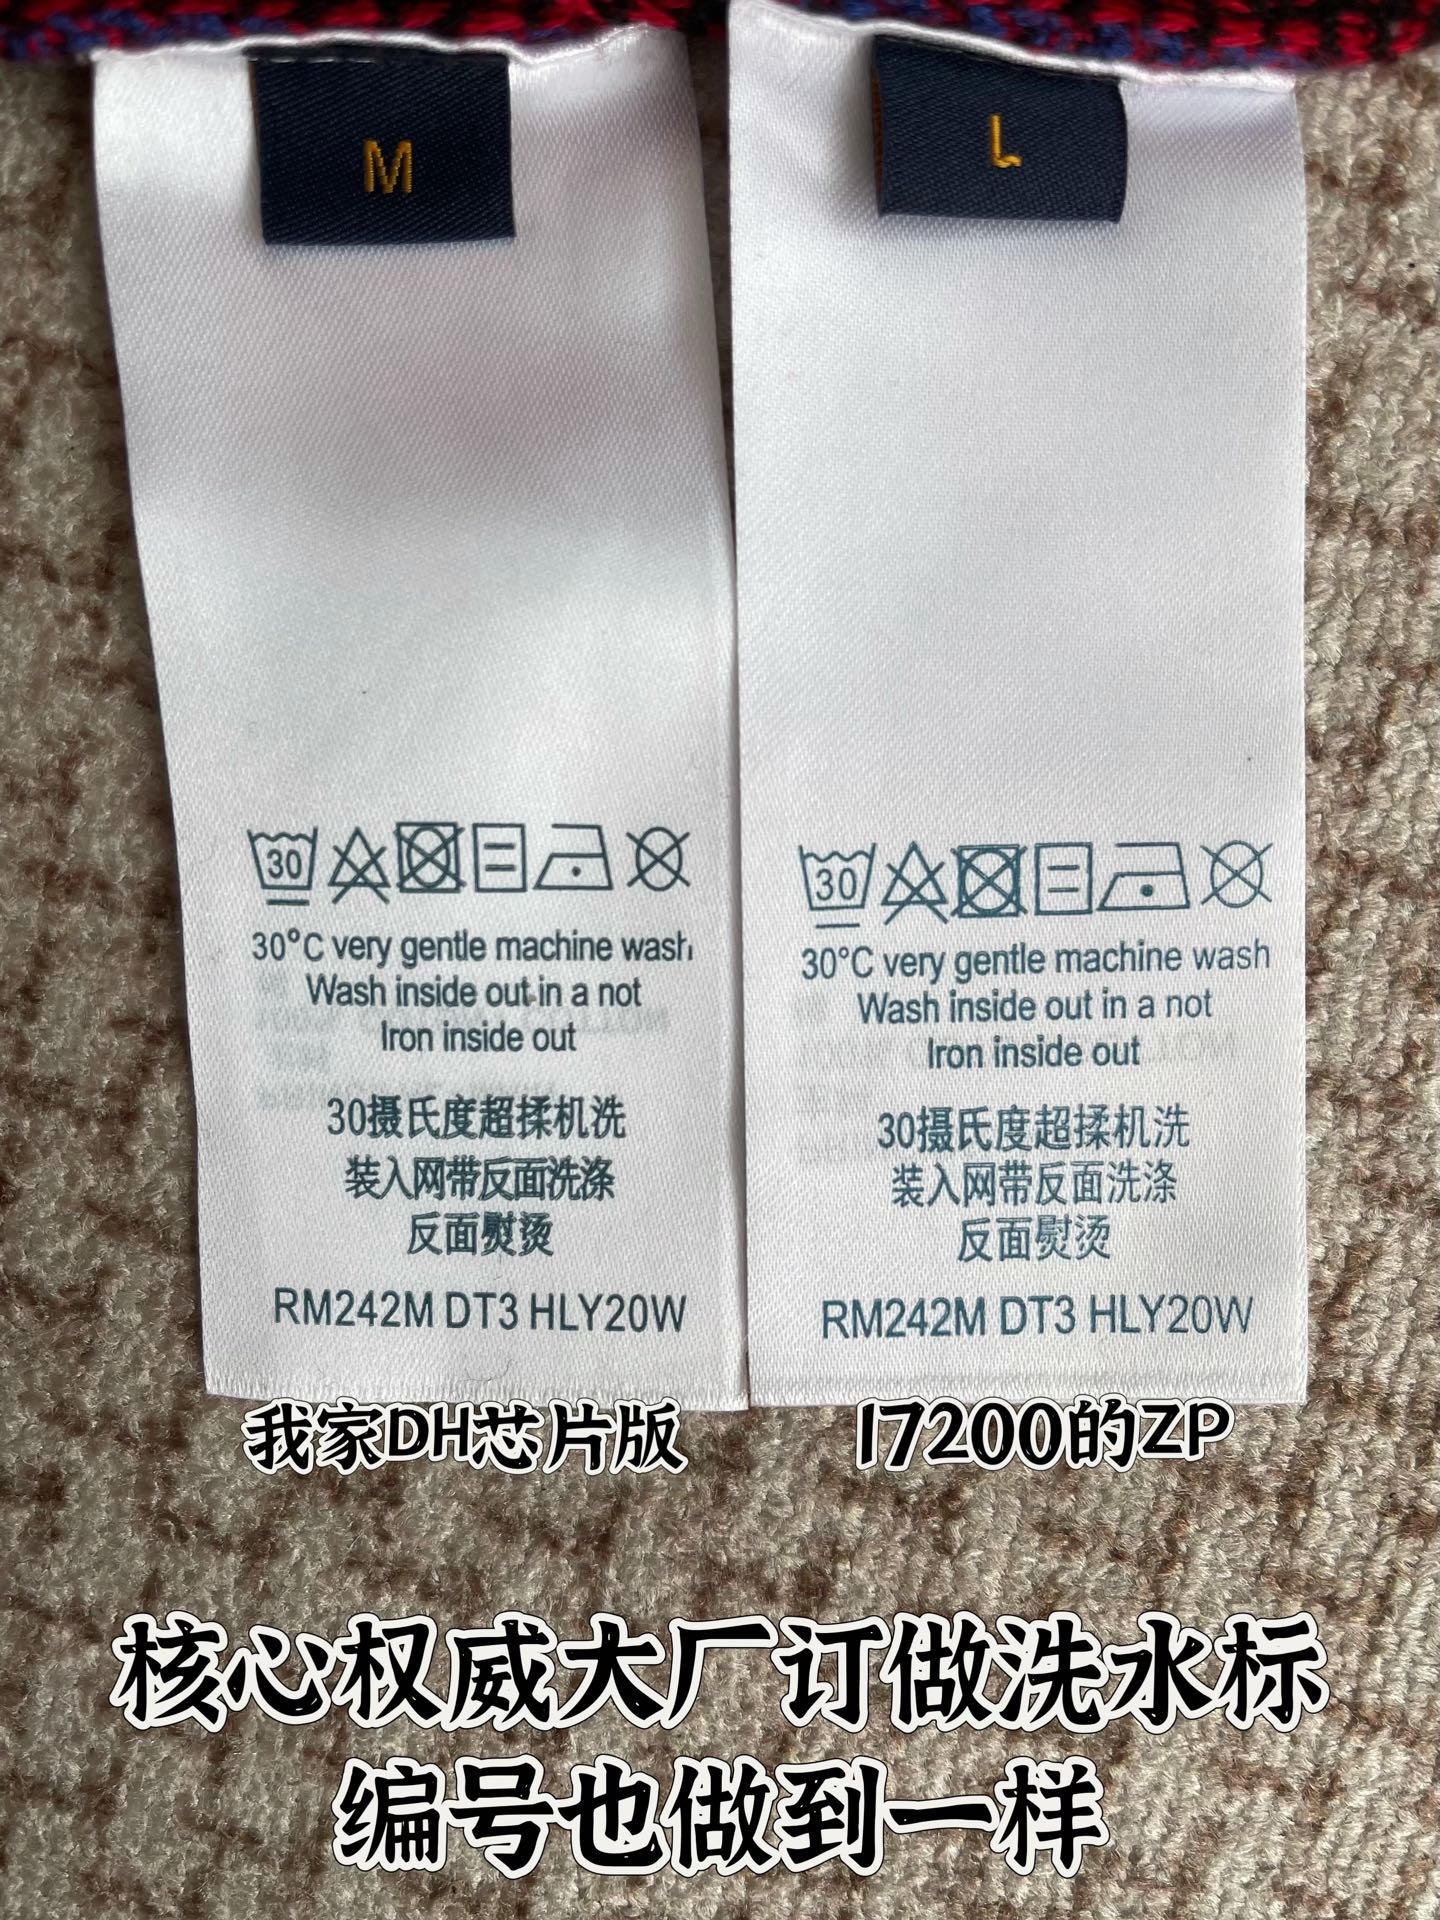 M
L
30
30°C very gentle machine wash
Wash inside out in a not
Iron inside out
30摄氏度超揉机洗
装入网带反面洗涤
反面熨烫
RM242M DT3 HLY20W
30
30°C very gentle machine wash
Wash inside out in a not
Iron inside out
30摄氏度超揉机洗
装入网带反面洗涤
反面熨烫
RM242M DT3 HLY20W
我家DH芯片版
17200的ZP
核心权威大厂订做洗水标
编号也做到一样